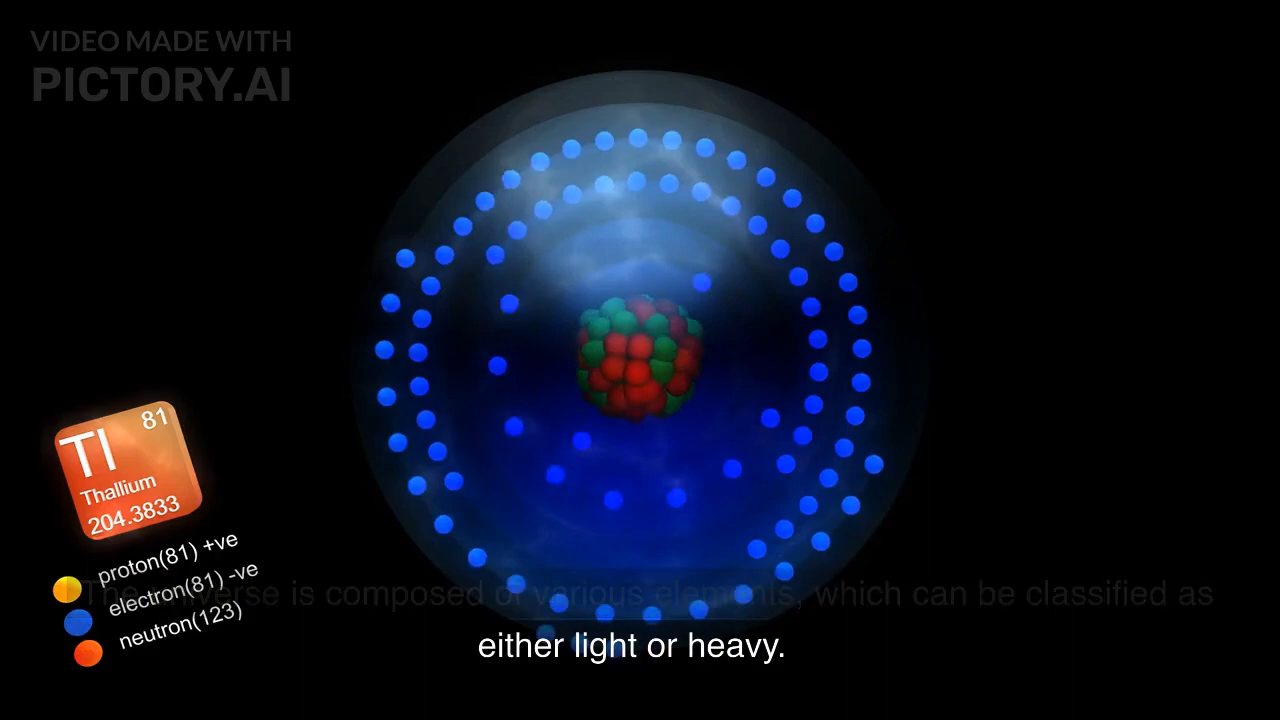 VIDEO MADE WITH
PICTORY.AI
81
Tl
Thallium
204.3833
proton(81) +ve
electron(81) -ve
neutron(123)
The universe is composed of various elements, which can be classified as
either light or heavy.